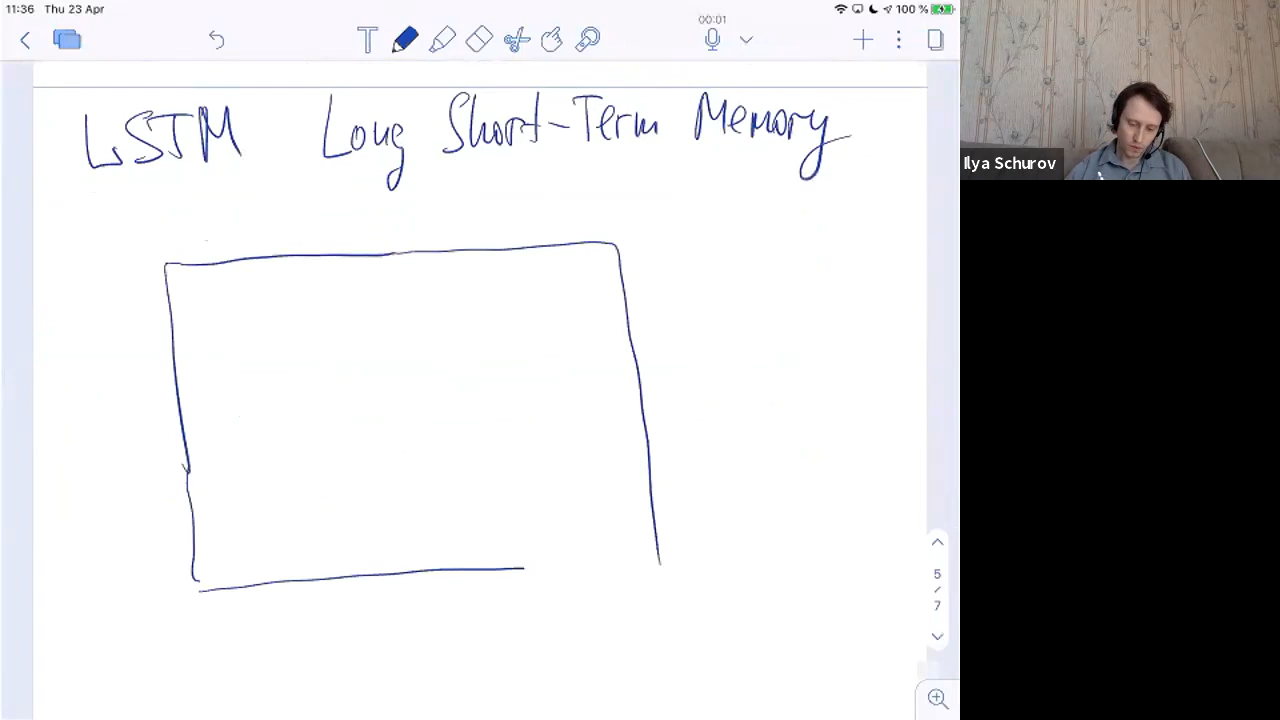 11:36 Thu 23 Apr
100 %
00:01
T
LSTM Long Short-Term Memory
Ilya Schurov
5
/
7